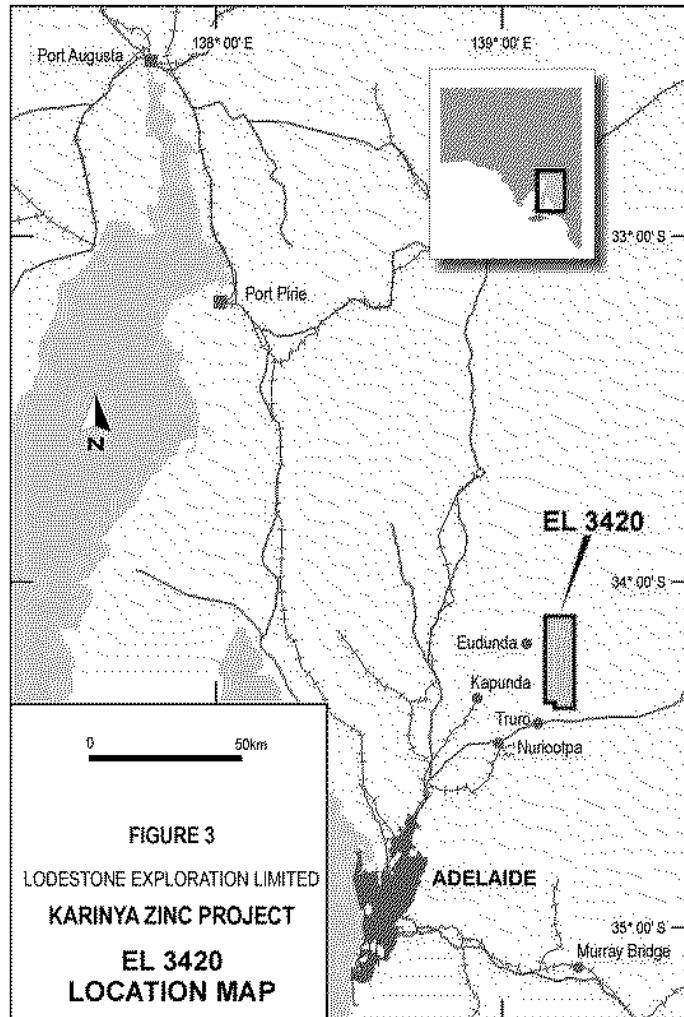 138° 00' E
139° 00' E
Port Augusta
33° 00' S
Port Pirie
N
EL 3420
34° 00' S
Eudunda
Kapunda
Truro
Nuriootpa
0 50km
FIGURE 3
LODESTONE EXPLORATION LIMITED
KARINYA ZINC PROJECT
EL 3420
LOCATION MAP
ADELAIDE
35° 00' S
Murray Bridge